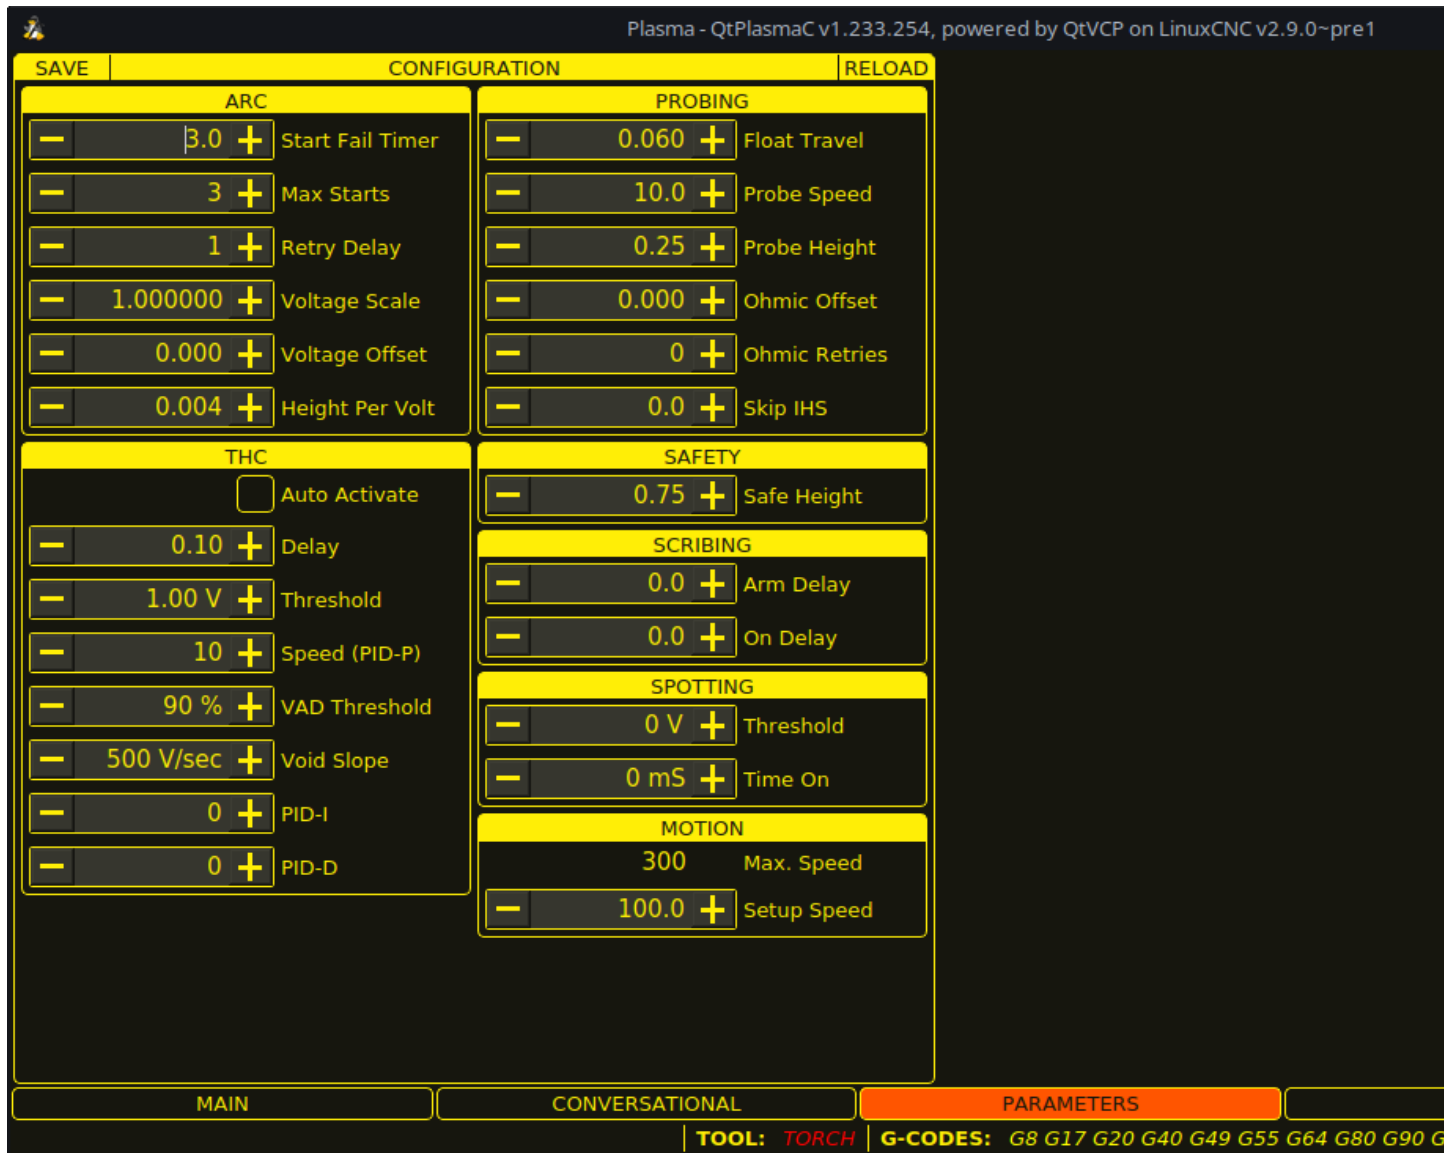 Plasma - QtPlasmaC v1.233.254, powered by QtVCP on LinuxCNC v2.9.0~pre1
SAVE CONFIGURATION RELOAD
ARC
3.0 Start Fail Timer
3 Max Starts
1 Retry Delay
1.000000 Voltage Scale
0.000 Voltage Offset
0.004 Height Per Volt
THC
Auto Activate
0.10 Delay
1.00 V Threshold
10 Speed (PID-P)
90 % VAD Threshold
500 V/sec Void Slope
0 PID-I
0 PID-D
PROBING
0.060 Float Travel
10.0 Probe Speed
0.25 Probe Height
0.000 Ohmic Offset
0 Ohmic Retries
0.0 Skip IHS
SAFETY
0.75 Safe Height
SCRIBING
0.0 Arm Delay
0.0 On Delay
SPOTTING
0 V Threshold
0 mS Time On
MOTION
300 Max. Speed
100.0 Setup Speed
MAIN CONVERSATIONAL PARAMETERS
TOOL: TORCH G-CODES: G8 G17 G20 G40 G49 G55 G64 G80 G90